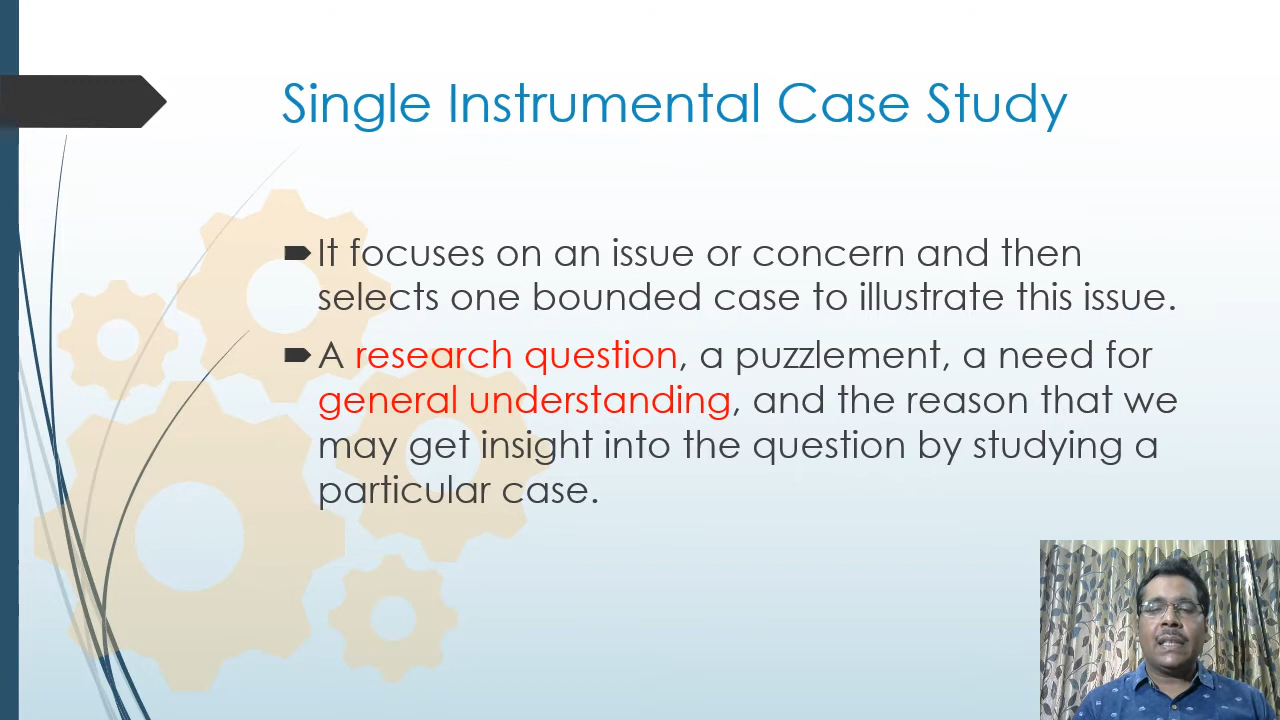 Single Instrumental Case Study
It focuses on an issue or concern and then
selects one bounded case to illustrate this issue.
A research question, a puzzlement, a need for
general understanding, and the reason that we
may get insight into the question by studying a
particular case.